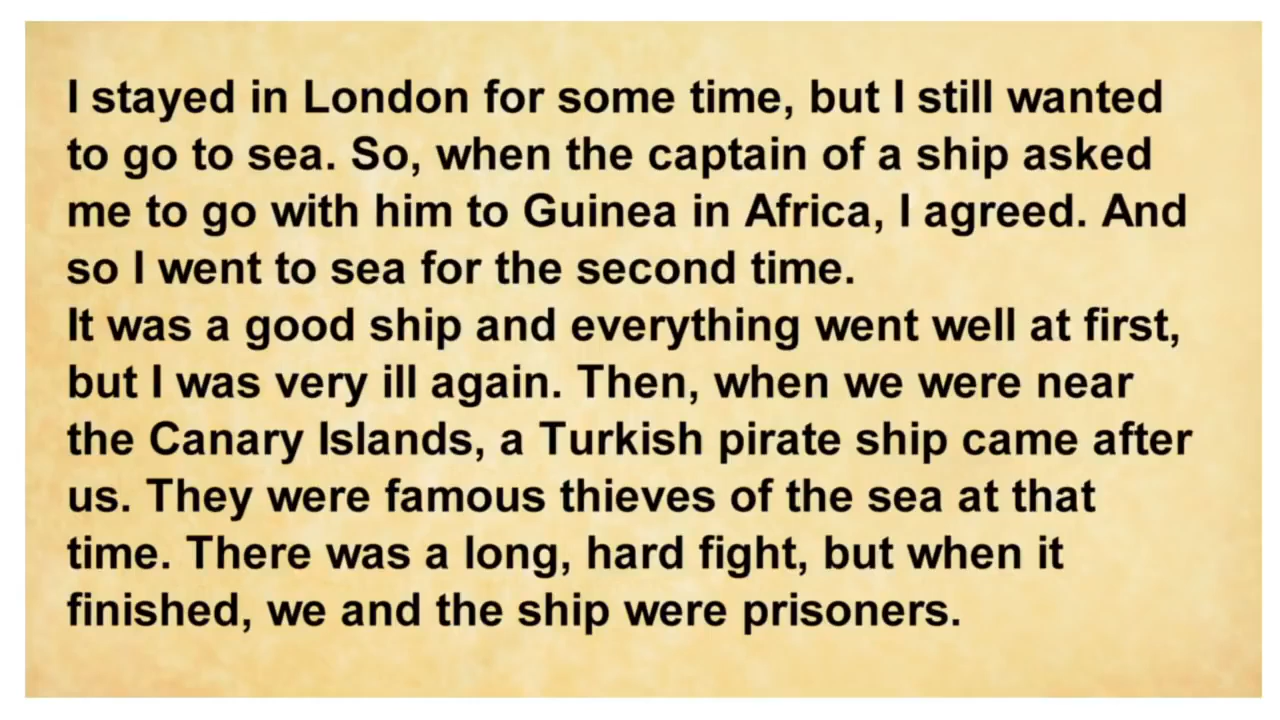 I stayed in London for some time, but I still wanted
to go to sea. So, when the captain of a ship asked
me to go with him to Guinea in Africa, I agreed. And
so I went to sea for the second time.
It was a good ship and everything went well at first,
but I was very ill again. Then, when we were near
the Canary Islands, a Turkish pirate ship came after
us. They were famous thieves of the sea at that
time. There was a long, hard fight, but when it
finished, we and the ship were prisoners.